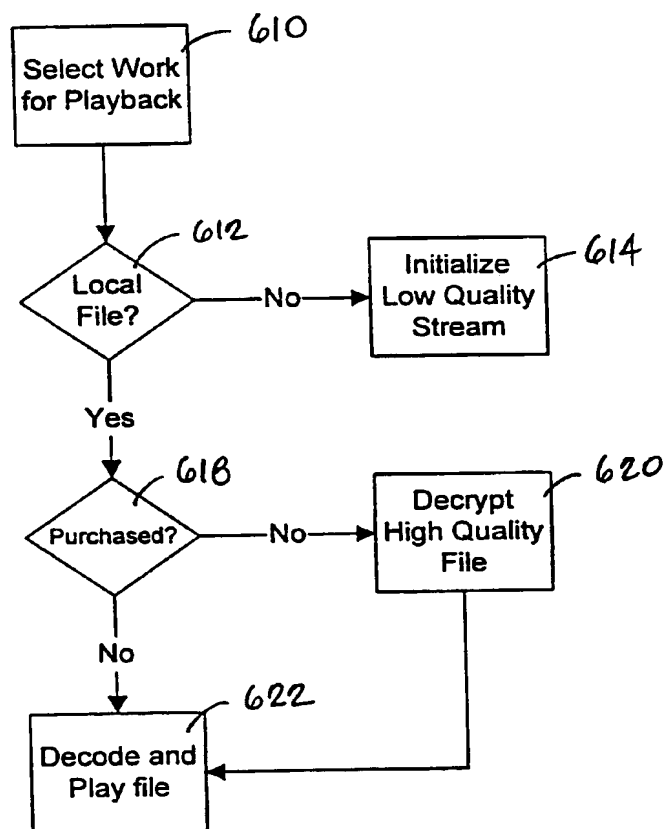 610
Select Work
for Playback
612
Local
File?
No
Initialize
Low Quality
Stream
614
Yes
618
Purchased?
No
Decrypt
High Quality
File
620
No
622
Decode and
Play file